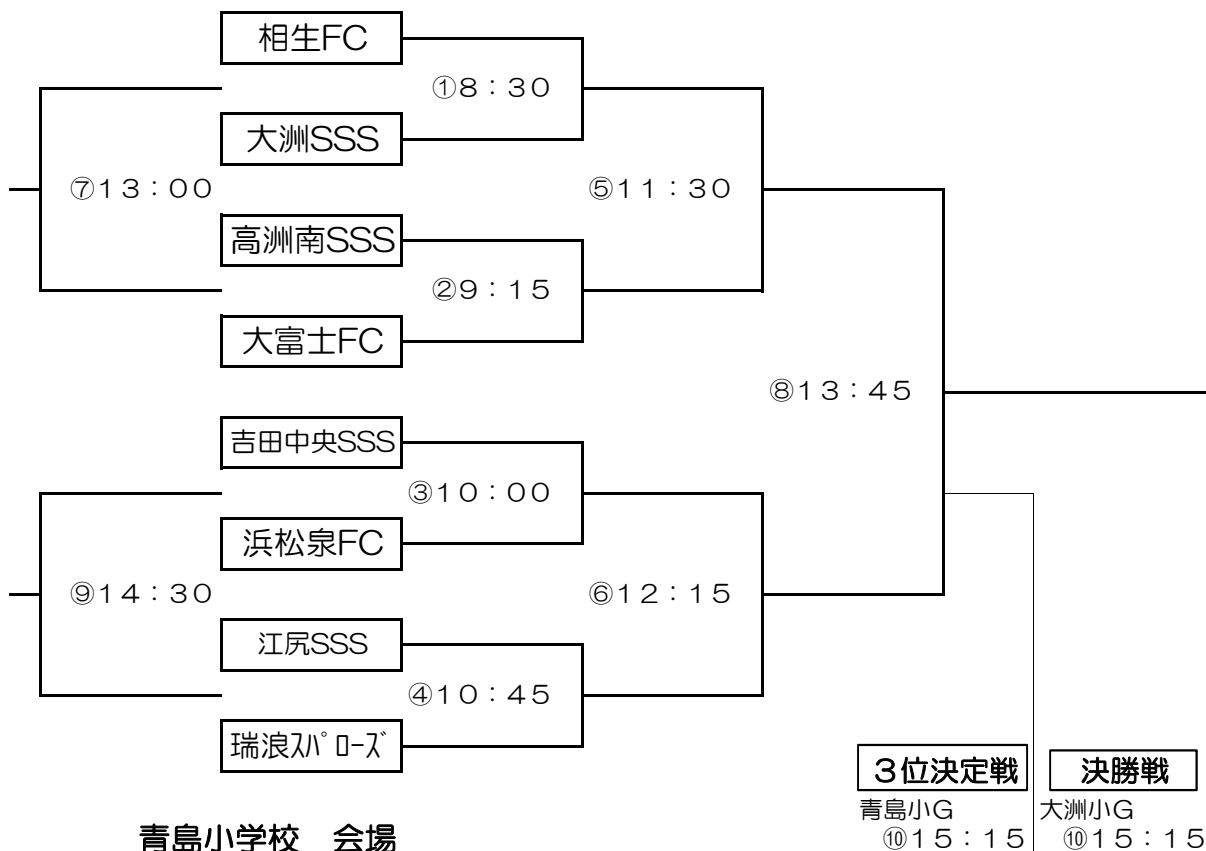 相生FC
①8：30
大洲SSS
⑦13：00
⑤11：30
高洲南SSS
②9：15
大富士FC
⑧13：45
吉田中央SSS
③10：00
浜松泉FC
⑨14：30
⑥12：15
江尻SSS
④10：45
瑞浪ｽﾊﾟﾛｰｽﾞ
３位決定戦
決勝戦
青島小G
大洲小G
⑩15：15
⑩15：15
青島小学校　会場